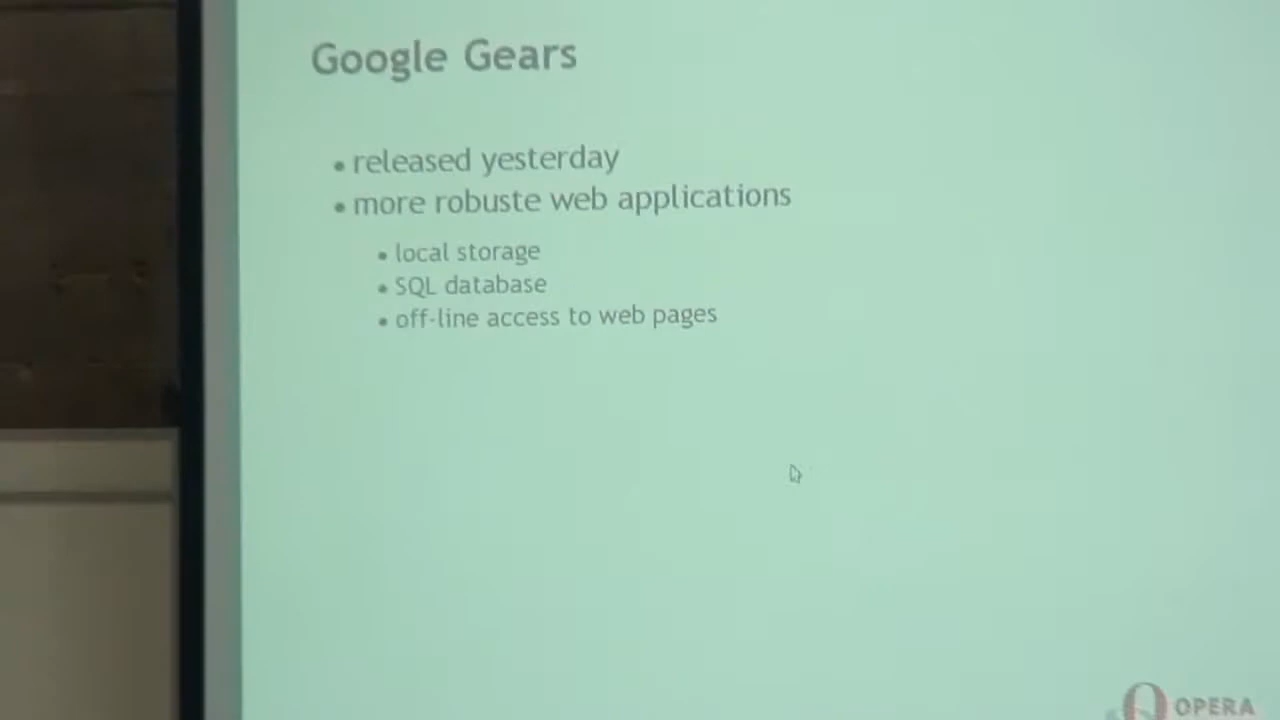 Google Gears
• released yesterday
• more robuste web applications
• local storage
• SQL database
• off-line access to web pages
OPERA